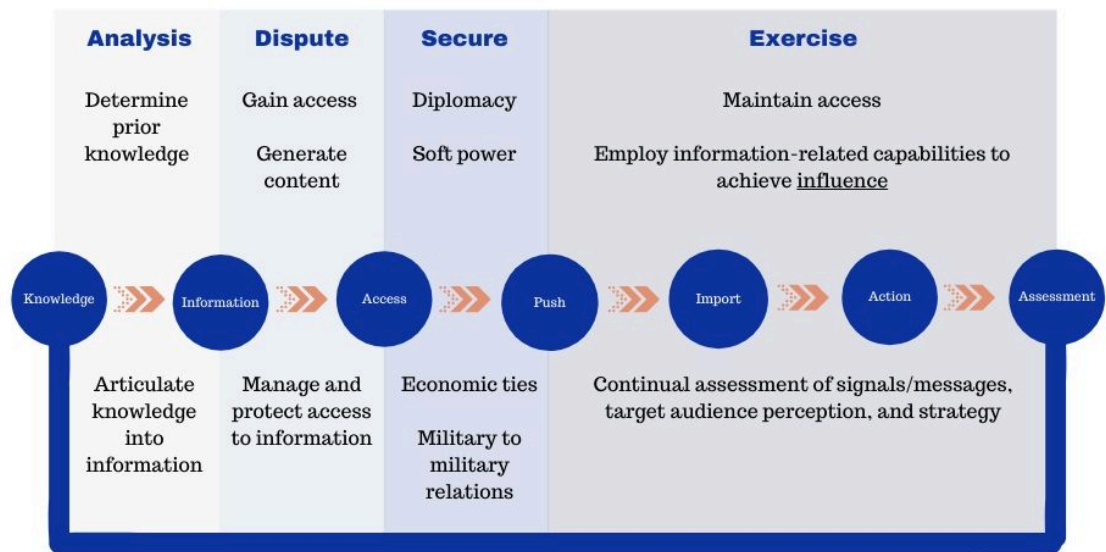 Analysis
Dispute
Secure
Exercise
Determine
prior
knowledge
Gain access
Generate
content
Diplomacy
Soft power
Maintain access
Employ information-related capabilities to
achieve influence
Knowledge
Information
Access
Push
Import
Action
Assessment
Articulate
knowledge
into
information
Manage and
protect access
to information
Economic ties
Military to
military
relations
Continual assessment of signals/messages,
target audience perception, and strategy